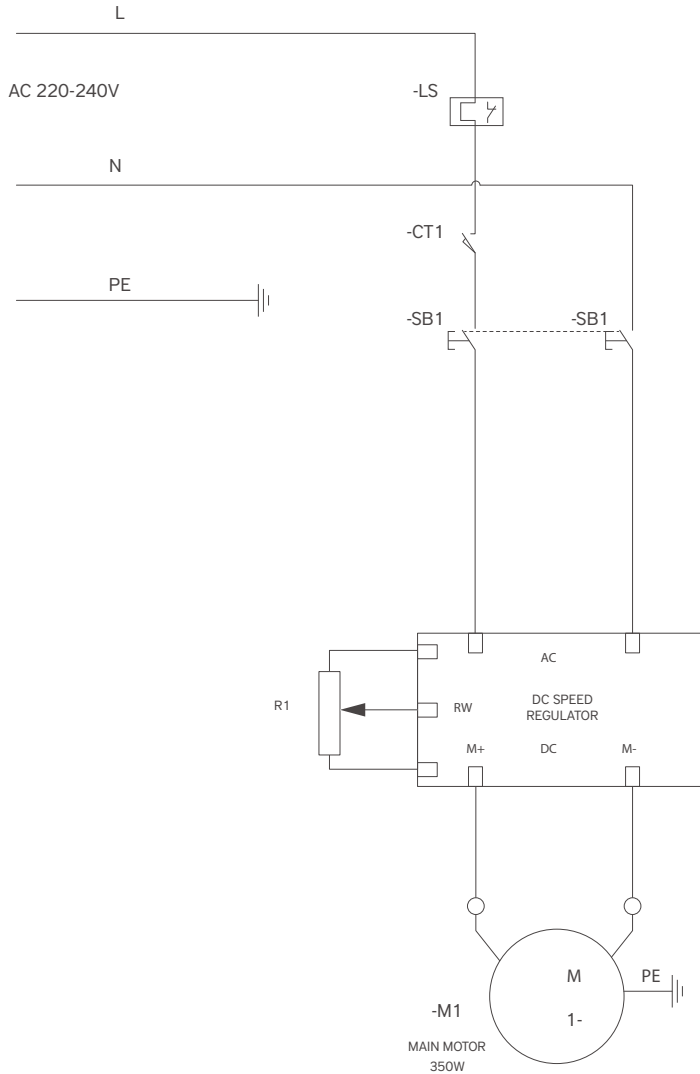 L
AC 220-240V
-LS
N
-CT1
PE
-SB1
-SB1
AC
R1
RW
DC SPEED
REGULATOR
M+
DC
M-
M
PE
-M1
1-
MAIN MOTOR
350W